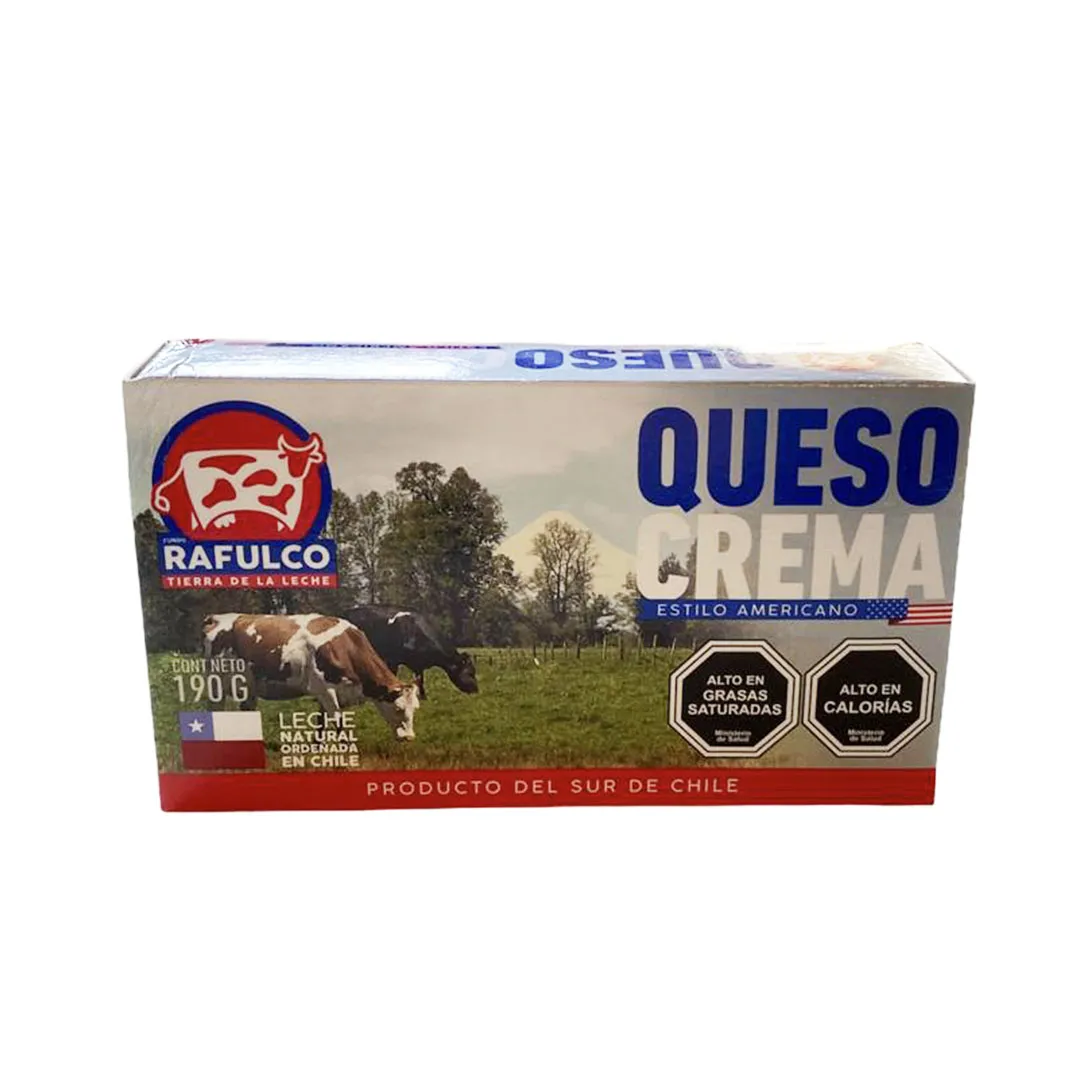 QUESO
QUESO
CREMA
ESTILO AMERICANO
FUNDO
RAFULCO
TIERRA DE LA LECHE
CONT NETO
190 G
LECHE
NATURAL
ORDEÑADA
EN CHILE
ALTO EN
GRASAS
SATURADAS
Ministerio
de Salud
ALTO EN
CALORÍAS
Ministerio
de Salud
PRODUCTO DEL SUR DE CHILE